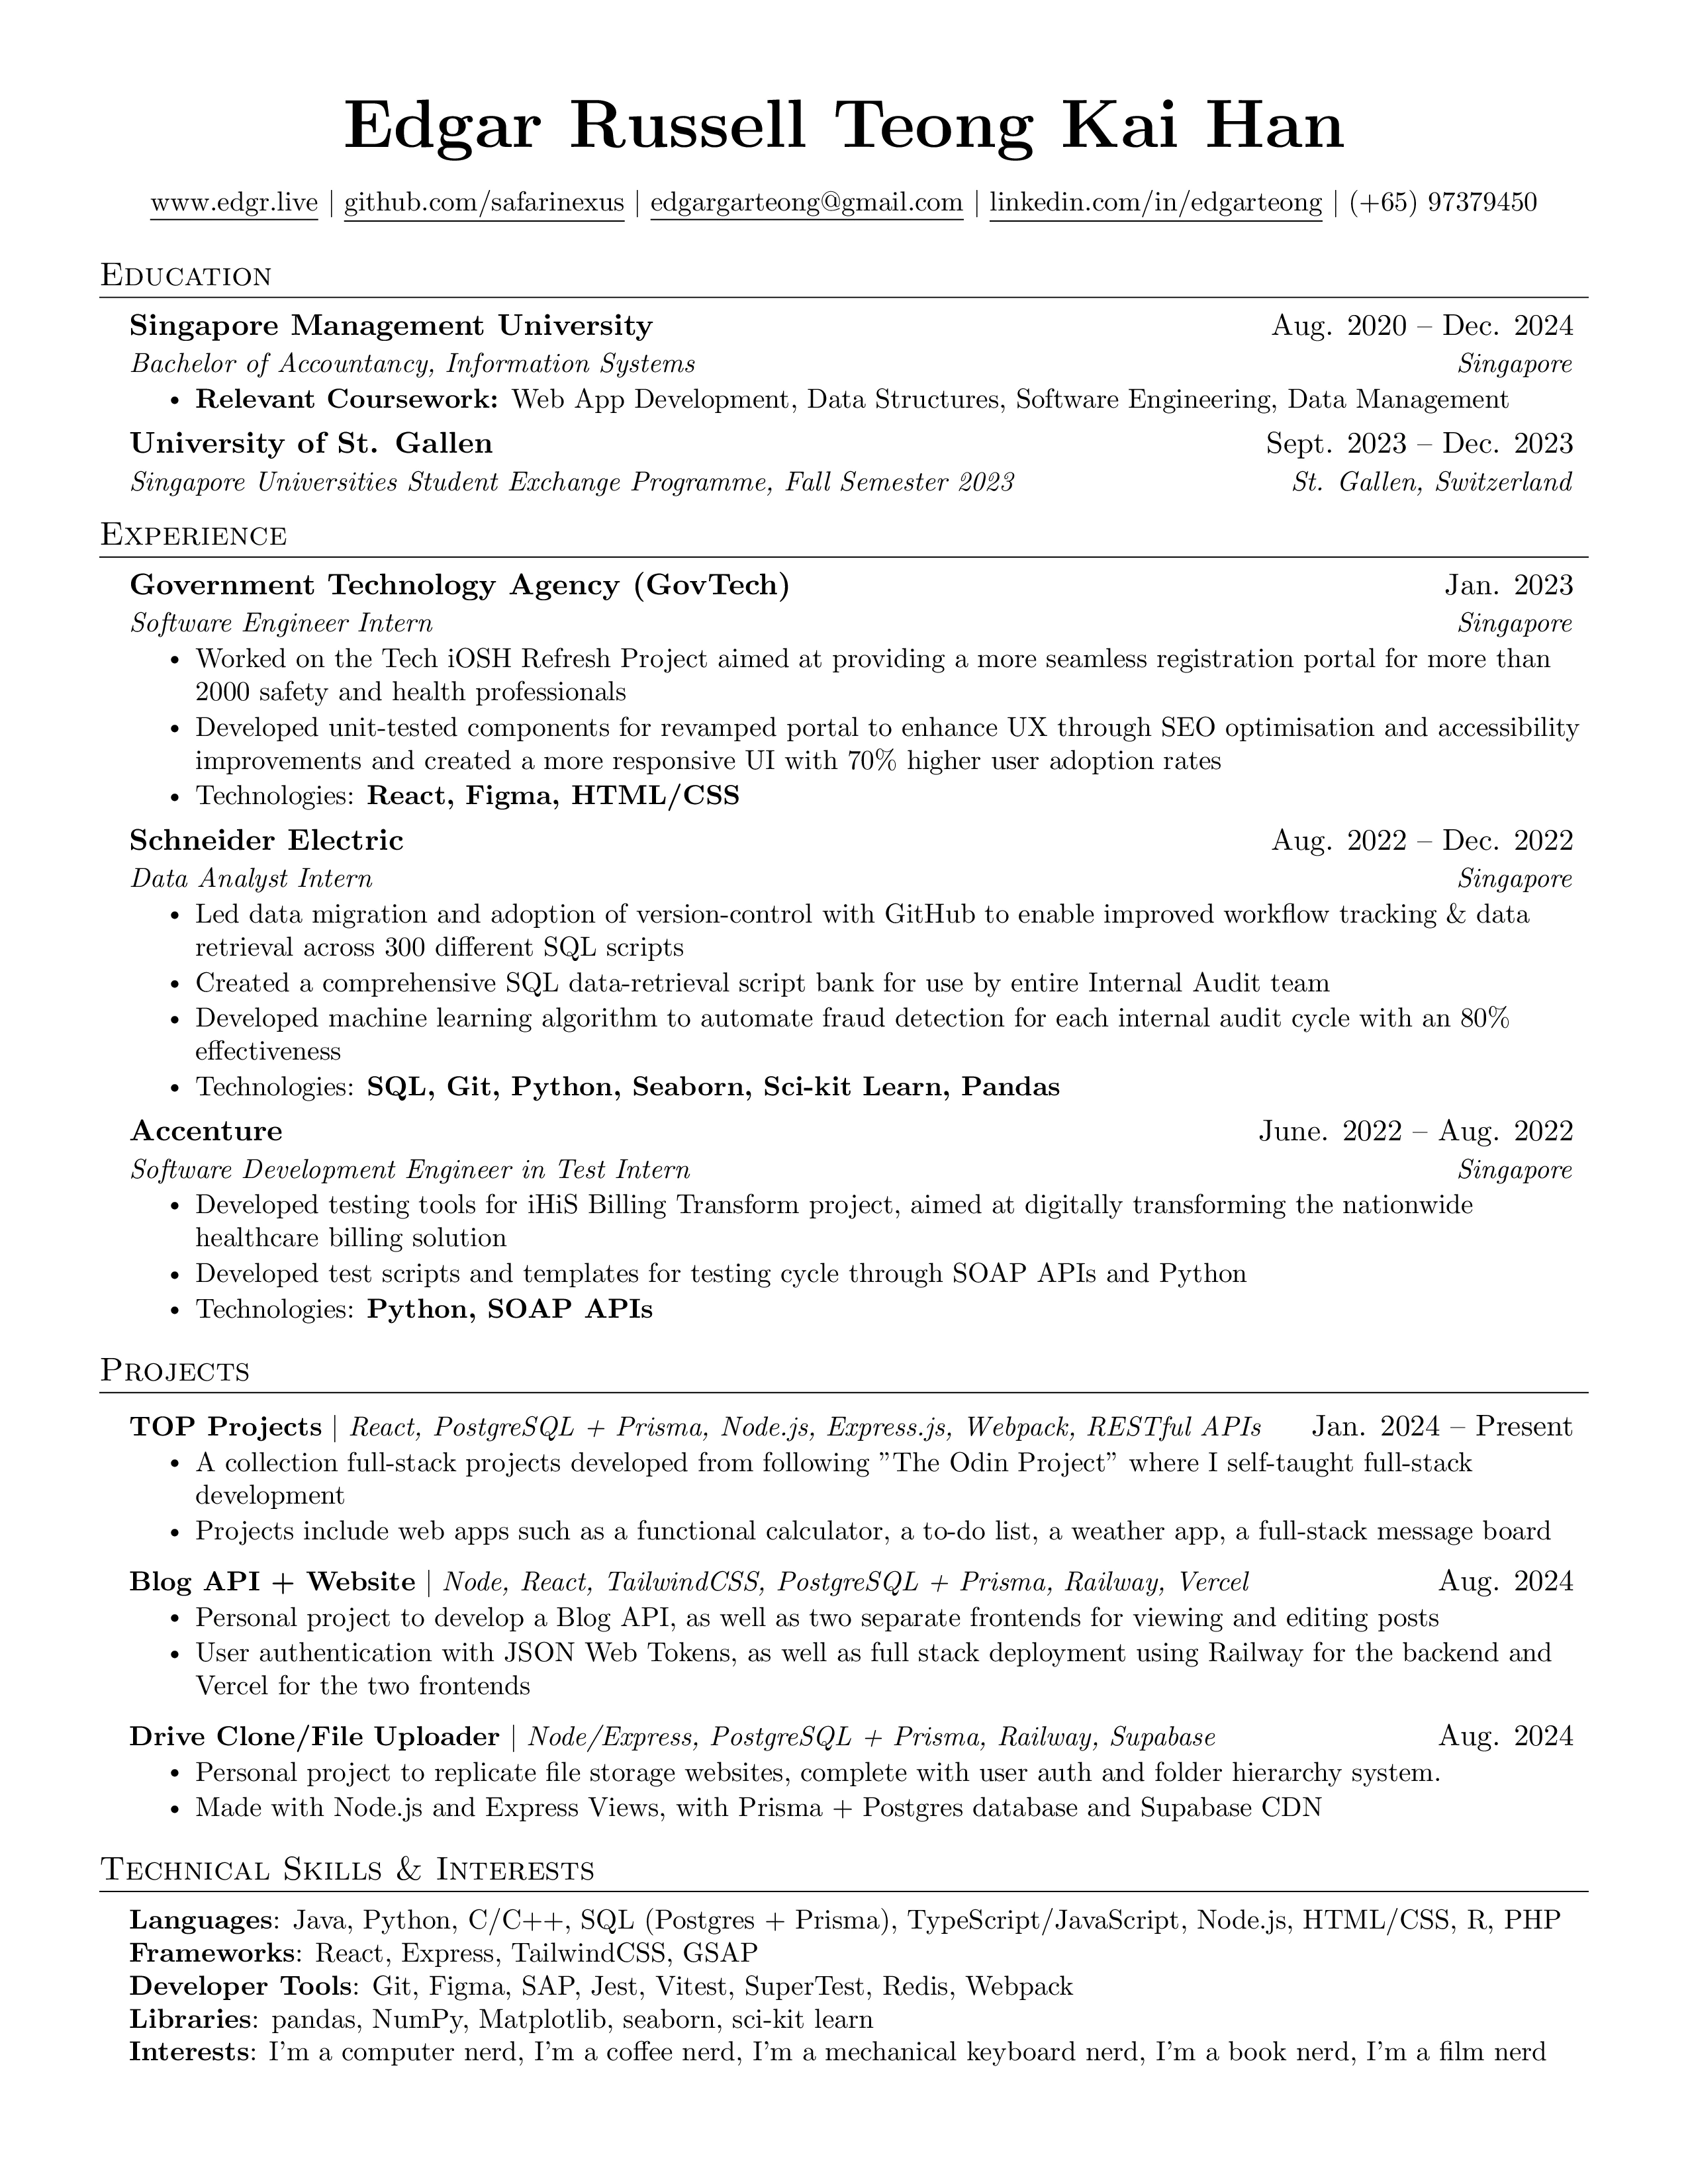 Edgar Russell Teong Kai Han
www.edgr.live | github.com/safarinexus | edgargarteong@gmail.com | linkedin.com/in/edgarteong | (+65) 97379450
Education
Singapore Management University Aug. 2020 – Dec. 2024
Bachelor of Accountancy, Information Systems Singapore
• Relevant Coursework: Web App Development, Data Structures, Software Engineering, Data Management
University of St. Gallen Sept. 2023 – Dec. 2023
Singapore Universities Student Exchange Programme, Fall Semester 2023 St. Gallen, Switzerland
Experience
Government Technology Agency (GovTech) Jan. 2023
Software Engineer Intern Singapore
• Worked on the Tech iOSH Refresh Project aimed at providing a more seamless registration portal for more than
2000 safety and health professionals
• Developed unit-tested components for revamped portal to enhance UX through SEO optimisation and accessibility
improvements and created a more responsive UI with 70% higher user adoption rates
• Technologies: React, Figma, HTML/CSS
Schneider Electric Aug. 2022 – Dec. 2022
Data Analyst Intern Singapore
• Led data migration and adoption of version-control with GitHub to enable improved workflow tracking & data
retrieval across 300 different SQL scripts
• Created a comprehensive SQL data-retrieval script bank for use by entire Internal Audit team
• Developed machine learning algorithm to automate fraud detection for each internal audit cycle with an 80%
effectiveness
• Technologies: SQL, Git, Python, Seaborn, Sci-kit Learn, Pandas
Accenture June. 2022 – Aug. 2022
Software Development Engineer in Test Intern Singapore
• Developed testing tools for iHiS Billing Transform project, aimed at digitally transforming the nationwide
healthcare billing solution
• Developed test scripts and templates for testing cycle through SOAP APIs and Python
• Technologies: Python, SOAP APIs
Projects
TOP Projects | React, PostgreSQL + Prisma, Node.js, Express.js, Webpack, RESTful APIs Jan. 2024 – Present
• A collection full-stack projects developed from following ”The Odin Project” where I self-taught full-stack
development
• Projects include web apps such as a functional calculator, a to-do list, a weather app, a full-stack message board
Blog API + Website | Node, React, TailwindCSS, PostgreSQL + Prisma, Railway, Vercel Aug. 2024
• Personal project to develop a Blog API, as well as two separate frontends for viewing and editing posts
• User authentication with JSON Web Tokens, as well as full stack deployment using Railway for the backend and
Vercel for the two frontends
Drive Clone/File Uploader | Node/Express, PostgreSQL + Prisma, Railway, Supabase Aug. 2024
• Personal project to replicate file storage websites, complete with user auth and folder hierarchy system.
• Made with Node.js and Express Views, with Prisma + Postgres database and Supabase CDN
Technical Skills & Interests
Languages: Java, Python, C/C++, SQL (Postgres + Prisma), TypeScript/JavaScript, Node.js, HTML/CSS, R, PHP
Frameworks: React, Express, TailwindCSS, GSAP
Developer Tools: Git, Figma, SAP, Jest, Vitest, SuperTest, Redis, Webpack
Libraries: pandas, NumPy, Matplotlib, seaborn, sci-kit learn
Interests: I'm a computer nerd, I'm a coffee nerd, I'm a mechanical keyboard nerd, I'm a book nerd, I'm a film nerd